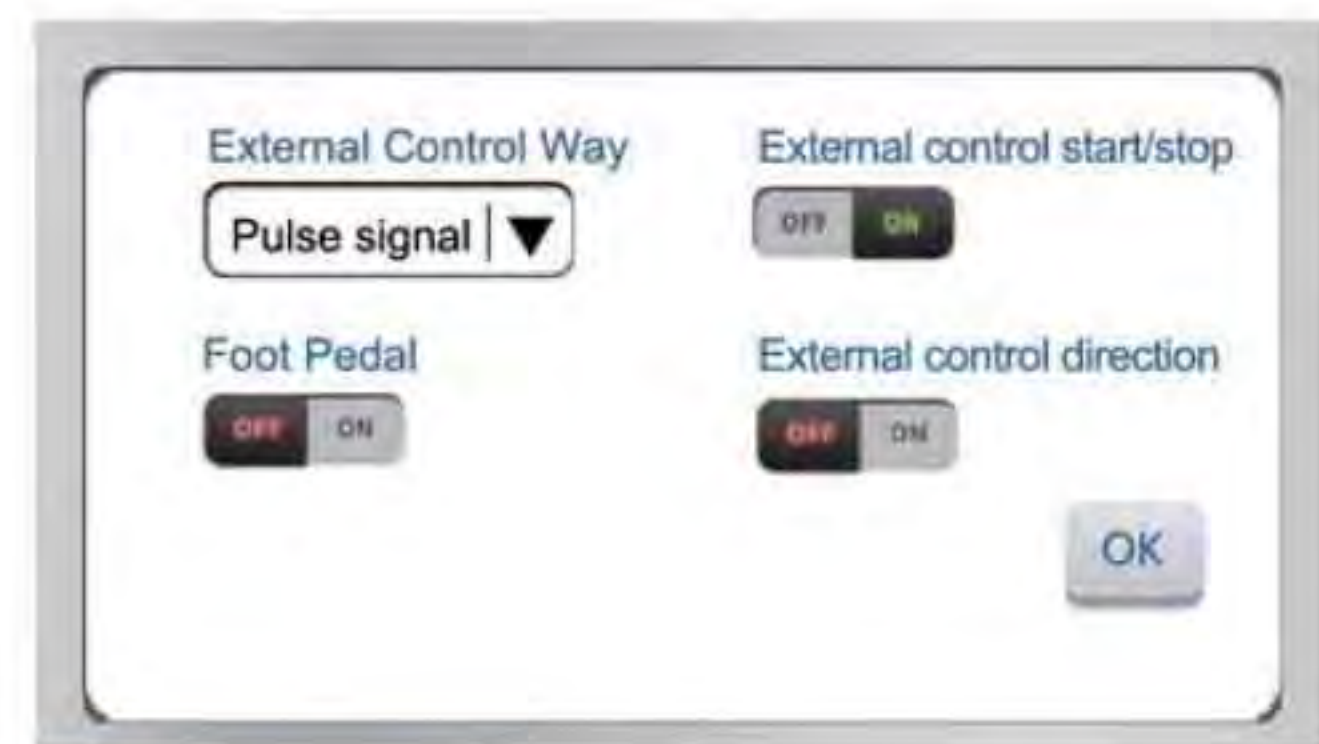 External Control Way
Pulse signal
External control start/stop
OFF ON
Foot Pedal
OFF ON
External control direction
OFF ON
OK